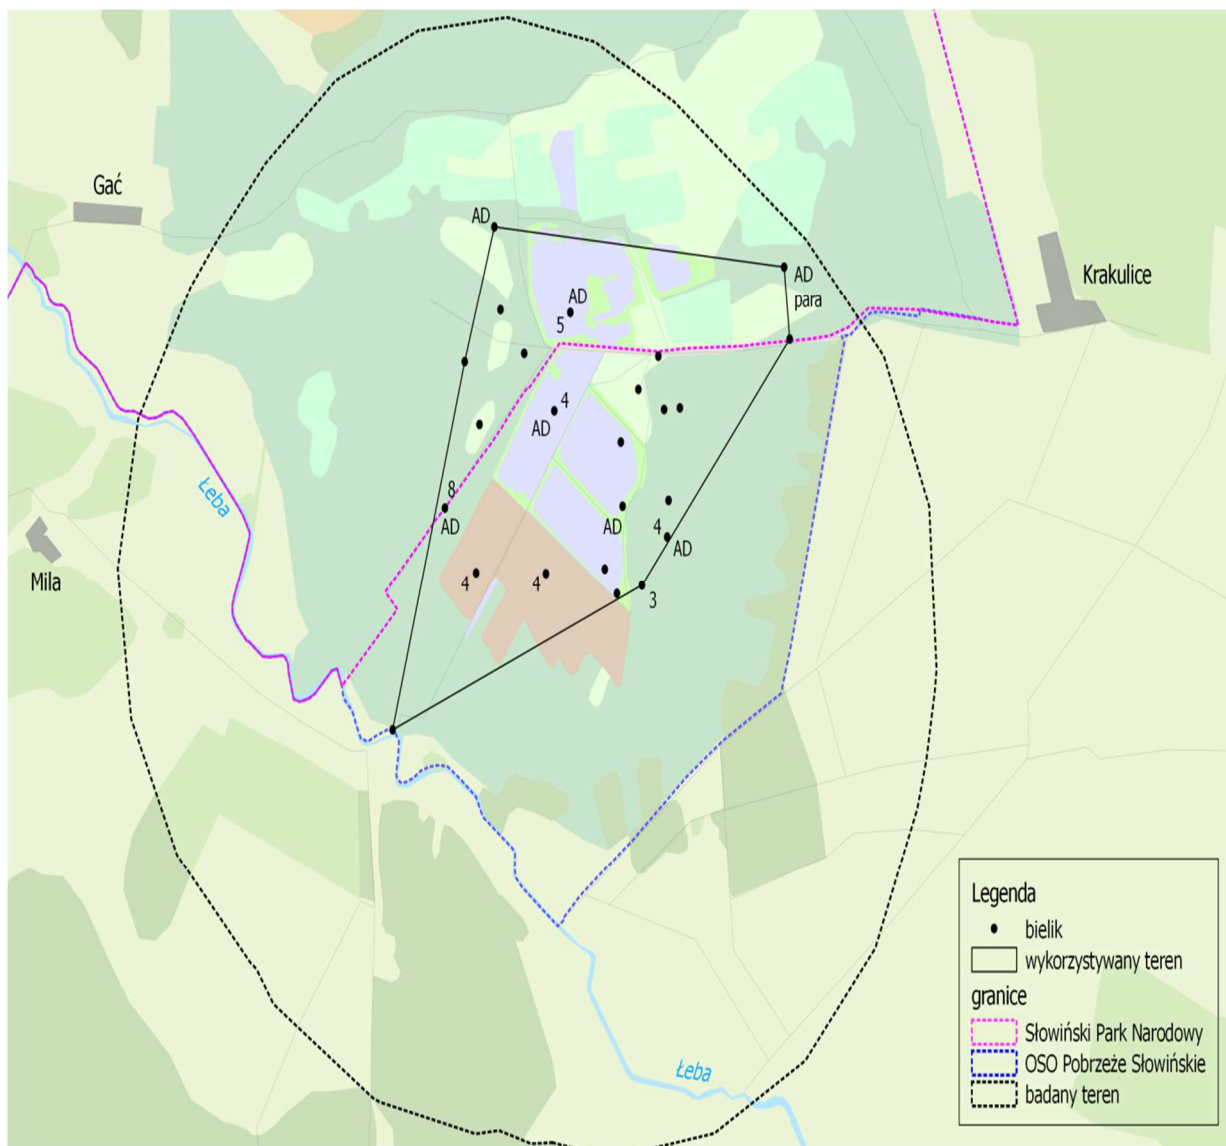 Gać
AD
Krakulice
AD
para
AD
5
4
AD
Łeba
8
AD
AD
4
AD
Mila
4
4
3
Legenda
bielik
wykorzystywany teren
granice
Słowiński Park Narodowy
OSO Pobrzeże Słowińskie
badany teren
Łeba